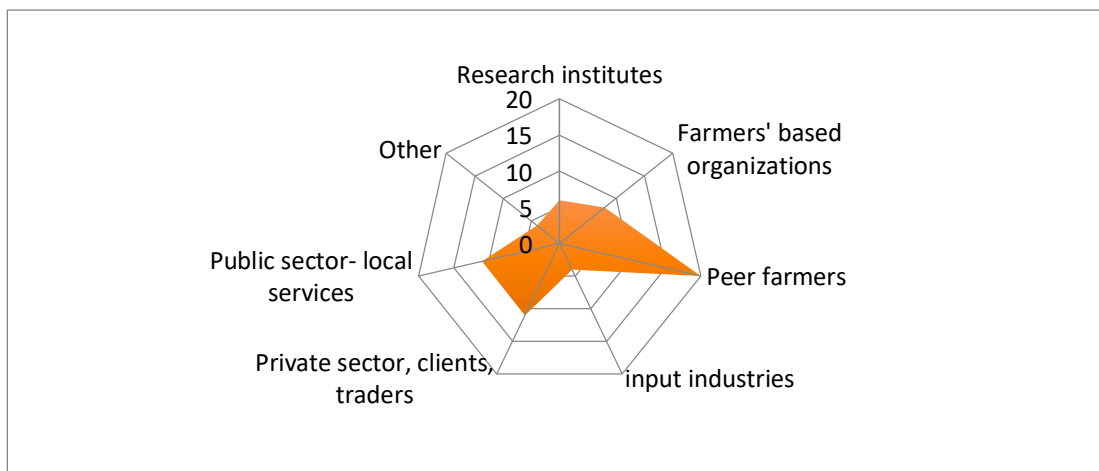 Research institutes
20
15
10
5
0
Farmers' based
organizations
Peer farmers
input industries
Private sector, clients,
traders
Public sector- local
services
Other